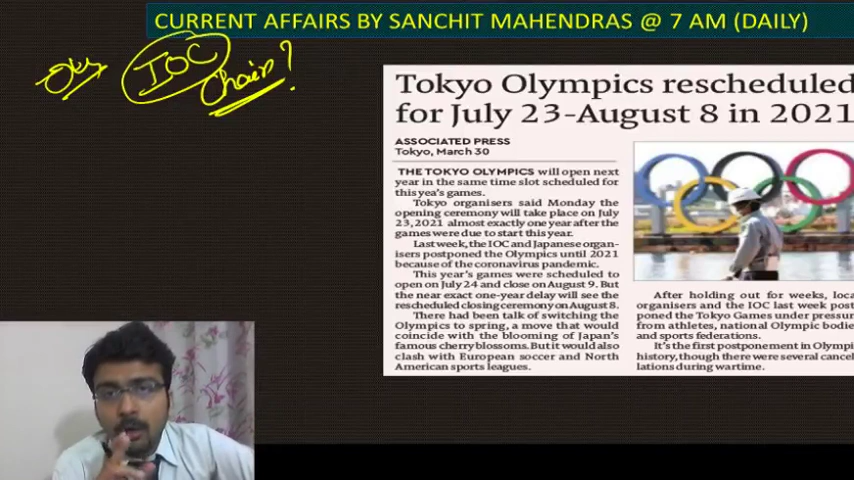 CURRENT AFFAIRS BY SANCHIT MAHENDRAS @ 7 AM (DAILY)
IOC
Chair?
Tokyo Olympics rescheduled
for July 23-August 8 in 2021
ASSOCIATED PRESS
Tokyo, March 30
THE TOKYO OLYMPICS will open next
year in the same time slot scheduled for
this yea's games.
Tokyo organisers said Monday the
opening ceremony will take place on July
23, 2021 almost exactly one year after the
games were due to start this year.
Last week, the IOC and Japanese organ-
isers postponed the Olympics until 2021
because of the coronavirus pandemic.
This year's games were scheduled to
open on July 24 and close on August 9. But
the near exact one-year delay will see the
rescheduled closing ceremony on August 8.
There had been talk of switching the
Olympics to spring, a move that would
coincide with the blooming of Japan's
famous cherry blossoms. But it would also
clash with European soccer and North
American sports leagues.
After holding out for weeks, loca
organisers and the IOC last week post
poned the Tokyo Games under pressur
from athletes, national Olympic bodie
and sports federations.
It's the first postponement in Olympi
history, though there were several cancel
lations during wartime.